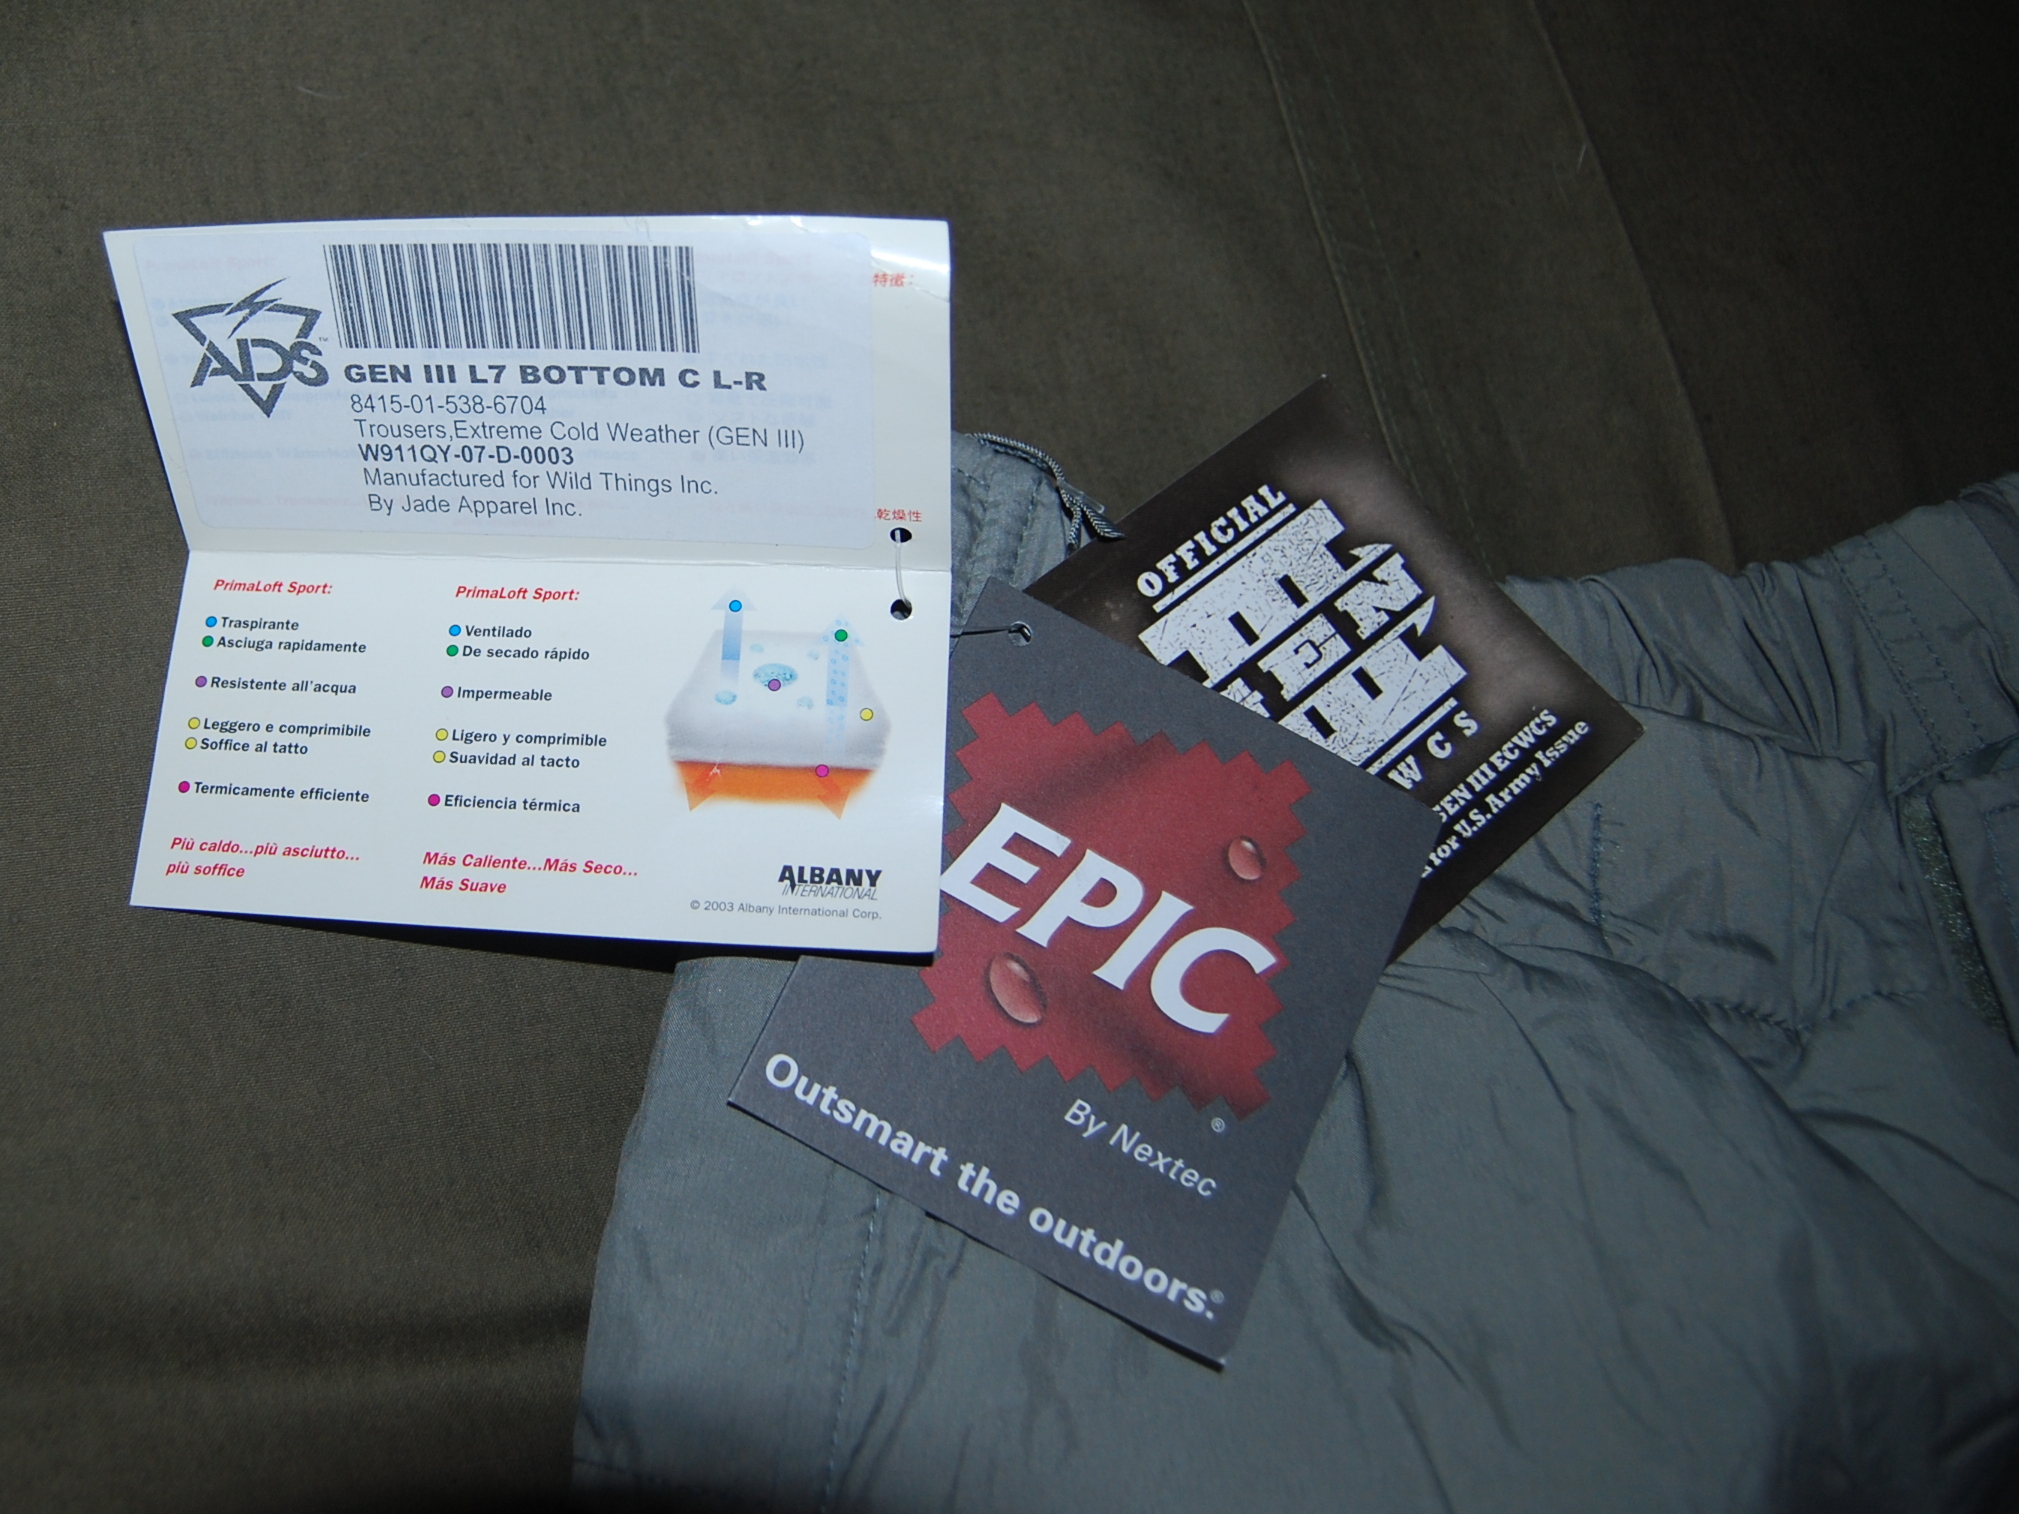 特徴：
ADS™
GEN III L7 BOTTOM C L-R
8415-01-538-6704
Trousers,Extreme Cold Weather (GEN III)
W911QY-07-D-0003
Manufactured for Wild Things Inc.
By Jade Apparel Inc.
乾燥性
PrimaLoft Sport:
Traspirante
Asciuga rapidamente
Resistente all'acqua
Leggero e comprimibile
Soffice al tatto
Termicamente efficiente
Più caldo...più asciutto...
più soffice
PrimaLoft Sport:
Ventilado
De secado rápido
Impermeable
Ligero y comprimible
Suavidad al tacto
Eficiencia térmica
Más Caliente...Más Seco...
Más Suave
ALBANY
INTERNATIONAL
© 2003 Albany International Corp.
OFFICIAL
GEN
WCS
GEN III ECWCS
for U.S. Army Issue
EPIC
®
By Nextec
Outsmart the outdoors.®